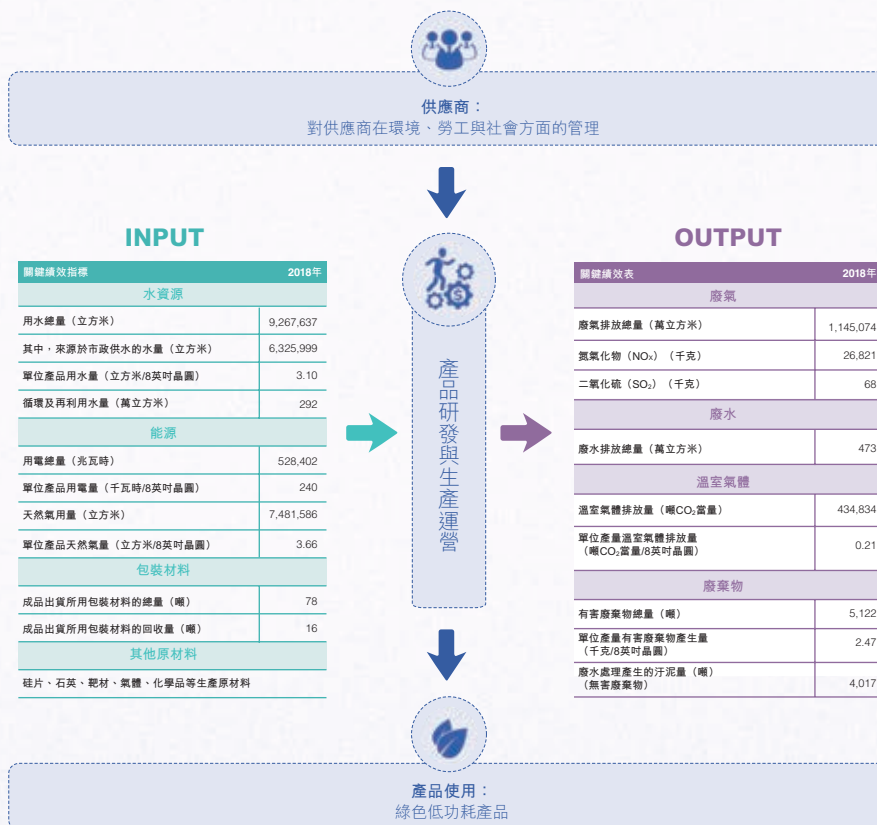 供應商：
對供應商在環境、勞工與社會方面的管理
INPUT
關鍵績效指標 2018年
水資源
用水總量（立方米） 9,267,637
其中，來源於市政供水的水量（立方米） 6,325,999
單位產品用水量（立方米/8英吋晶圓） 3.10
循環及再利用水量（萬立方米） 292
能源
用電總量（兆瓦時） 528,402
單位產品用電量（千瓦時/8英吋晶圓） 240
天然氣用量（立方米） 7,481,586
單位產品天然氣量（立方米/8英吋晶圓） 3.66
包裝材料
成品出貨所用包裝材料的總量（噸） 78
成品出貨所用包裝材料的回收量（噸） 16
其他原材料
硅片、石英、靶材、氣體、化學品等生產原材料
產品研發與生產運營
OUTPUT
關鍵績效表 2018年
廢氣
廢氣排放總量（萬立方米） 1,145,074
氮氧化物（NOx）（千克） 26,821
二氧化硫（SO₂）（千克） 68
廢水
廢水排放總量（萬立方米） 473
溫室氣體
溫室氣體排放量（噸CO₂當量） 434,834
單位產量溫室氣體排放量
（噸CO₂當量/8英吋晶圓） 0.21
廢棄物
有害廢棄物總量（噸） 5,122
單位產量有害廢棄物產生量
（千克/8英吋晶圓） 2.47
廢水處理產生的汙泥量（噸）
（無害廢棄物） 4,017
產品使用：
綠色低功耗產品